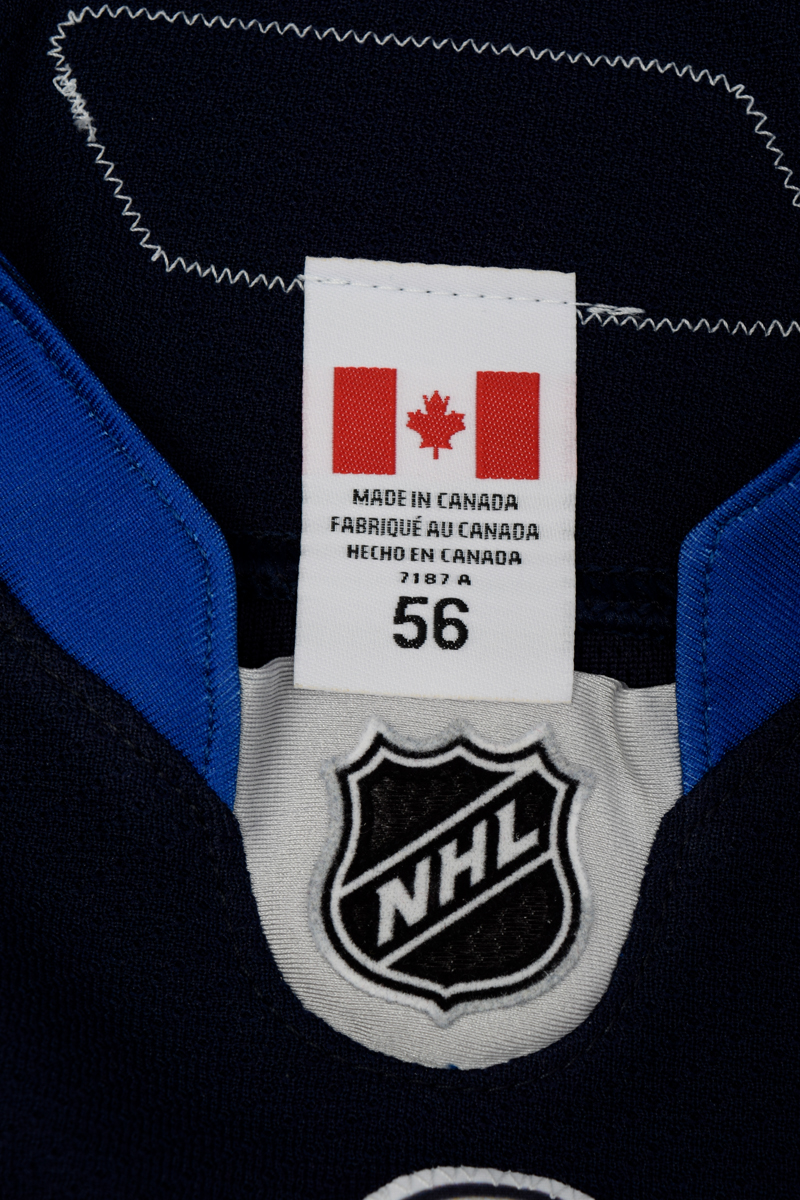 MADE IN CANADA
FABRIQUÉ AU CANADA
HECHO EN CANADA
7187 A
56
NHL